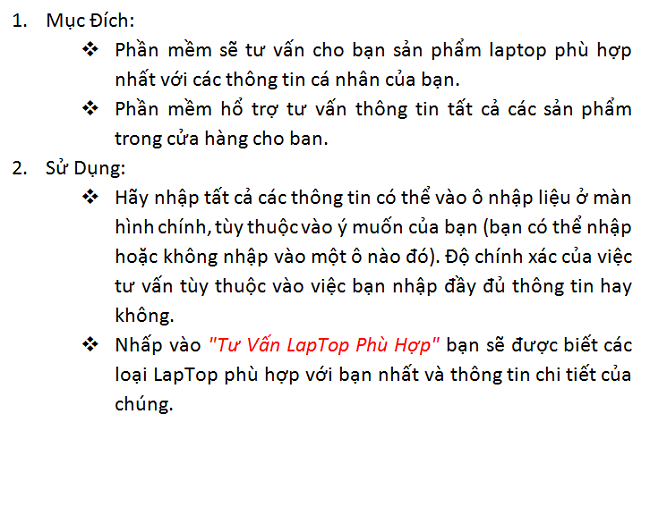 1. Mục Đích:
❖ Phần mềm sẽ tư vấn cho bạn sản phẩm laptop phù hợp
nhất với các thông tin cá nhân của bạn.
❖ Phần mềm hổ trợ tư vấn thông tin tất cả các sản phẩm
trong cửa hàng cho ban.
2. Sử Dụng:
❖ Hãy nhập tất cả các thông tin có thể vào ô nhập liệu ở màn
hình chính, tùy thuộc vào ý muốn của bạn (bạn có thể nhập
hoặc không nhập vào một ô nào đó). Độ chính xác của việc
tư vấn tùy thuộc vào việc bạn nhập đầy đủ thông tin hay
không.
❖ Nhấp vào "Tư Vấn LapTop Phù Hợp" bạn sẽ được biết các
loại LapTop phù hợp với bạn nhất và thông tin chi tiết của
chúng.